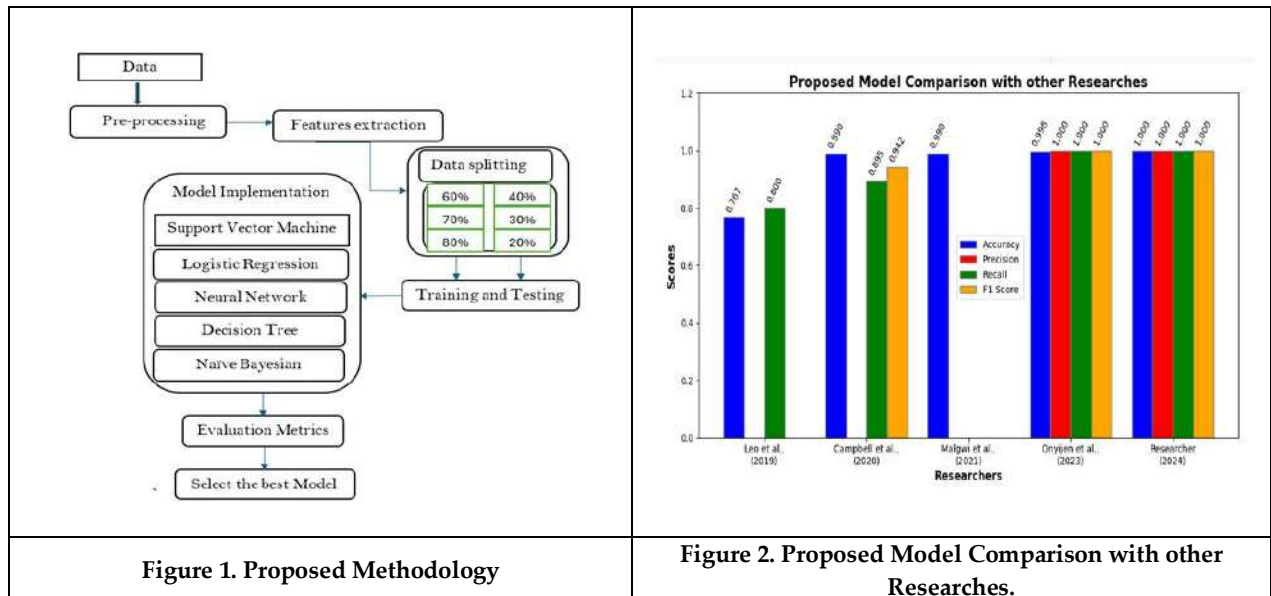 Data
Pre-processing
Features extraction
Data splitting
60% 40%
70% 30%
80% 20%
Training and Testing
Model Implementation
Support Vector Machine
Logistic Regression
Neural Network
Decision Tree
Naïve Bayesian
Evaluation Metrics
Select the best Model
Figure 1. Proposed Methodology
Proposed Model Comparison with other Researches
Scores
1.2
1.0
0.8
0.6
0.4
0.2
0.0
0.767 0.800
0.990 0.895 0.942
0.990
0.996 1.000 1.000 1.000
1.000 1.000 1.000 1.000
Accuracy
Precision
Recall
F1 Score
Leo et al., Campbell et al., Malgwi et al., Onyijen et al., Researcher
(2019) (2020) (2021) (2023) (2024)
Researchers
Figure 2. Proposed Model Comparison with other
Researches.